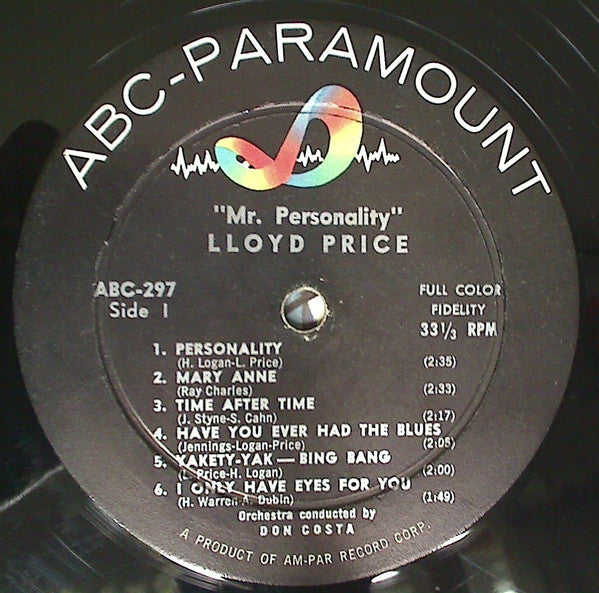 ABC-PARAMOUNT
"Mr. Personality"
LLOYD PRICE
ABC-297
Side 1
FULL COLOR
FIDELITY
33 1/3 RPM
1. PERSONALITY
(H. Logan-L. Price) (2:35)
2. MARY ANNE
(Ray Charles) (2:33)
3. TIME AFTER TIME
(J. Styne-S. Cahn) (2:17)
4. HAVE YOU EVER HAD THE BLUES
(Jennings-Logan-Price) (2:05)
5. YAKETY-YAK—BING BANG
(L. Price-H. Logan) (2:00)
6. I ONLY HAVE EYES FOR YOU
(H. Warren-A. Dubin) (1:49)
Orchestra conducted by
DON COSTA
A PRODUCT OF AM-PAR RECORD CORP.